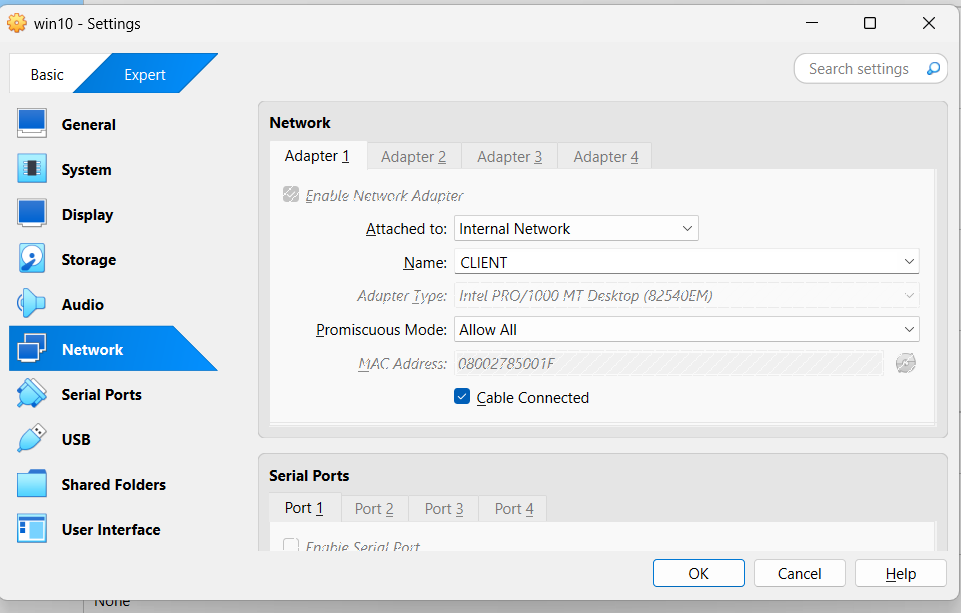 win10 - Settings
Basic
Expert
Search settings
General
System
Display
Storage
Audio
Network
Serial Ports
USB
Shared Folders
User Interface
Network
Adapter 1
Adapter 2
Adapter 3
Adapter 4
Enable Network Adapter
Attached to: Internal Network
Name: CLIENT
Adapter Type: Intel PRO/1000 MT Desktop (82540EM)
Promiscuous Mode: Allow All
MAC Address: 08002785001F
Cable Connected
Serial Ports
Port 1
Port 2
Port 3
Port 4
Enable Serial Port
OK
Cancel
Help
None